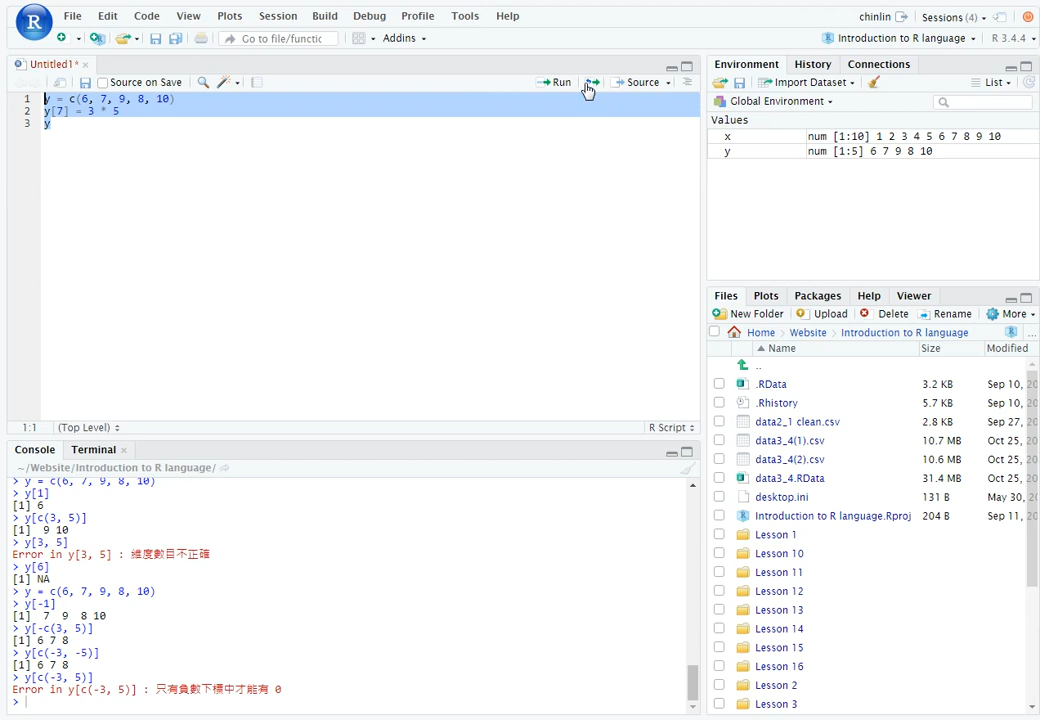 File Edit Code View Plots Session Build Debug Profile Tools Help
chinlin Sessions (4)
Go to file/functic Addins
Introduction to R language R 3.4.4
Untitled1* ×
Source on Save Run Source
1 y = c(6, 7, 9, 8, 10)
2 y[7] = 3 * 5
3 y
1:1 (Top Level) R Script
Console Terminal ×
~/Website/Introduction to R language/
> y = c(6, 7, 9, 8, 10)
> y[1]
[1] 6
> y[c(3, 5)]
[1]  9 10
> y[3, 5]
Error in y[3, 5] : 維度數目不正確
> y[6]
[1] NA
> y = c(6, 7, 9, 8, 10)
> y[-1]
[1]  7  9  8 10
> y[-c(3, 5)]
[1] 6 7 8
> y[c(-3, -5)]
[1] 6 7 8
> y[c(-3, 5)]
Error in y[c(-3, 5)] : 只有負數下標中才能有 0
>
Environment History Connections
Import Dataset List
Global Environment
Values
x num [1:10] 1 2 3 4 5 6 7 8 9 10
y num [1:5] 6 7 9 8 10
Files Plots Packages Help Viewer
New Folder Upload Delete Rename More
Home Website Introduction to R language ...
Name Size Modified
..
.RData 3.2 KB Sep 10, 20
.Rhistory 5.7 KB Sep 10, 20
data2_1 clean.csv 2.8 KB Sep 27, 20
data3_4(1).csv 10.7 MB Oct 25, 20
data3_4(2).csv 10.6 MB Oct 25, 20
data3_4.RData 31.4 MB Oct 25, 20
desktop.ini 131 B May 30, 20
Introduction to R language.Rproj 204 B Sep 11, 20
Lesson 1
Lesson 10
Lesson 11
Lesson 12
Lesson 13
Lesson 14
Lesson 15
Lesson 16
Lesson 2
Lesson 3